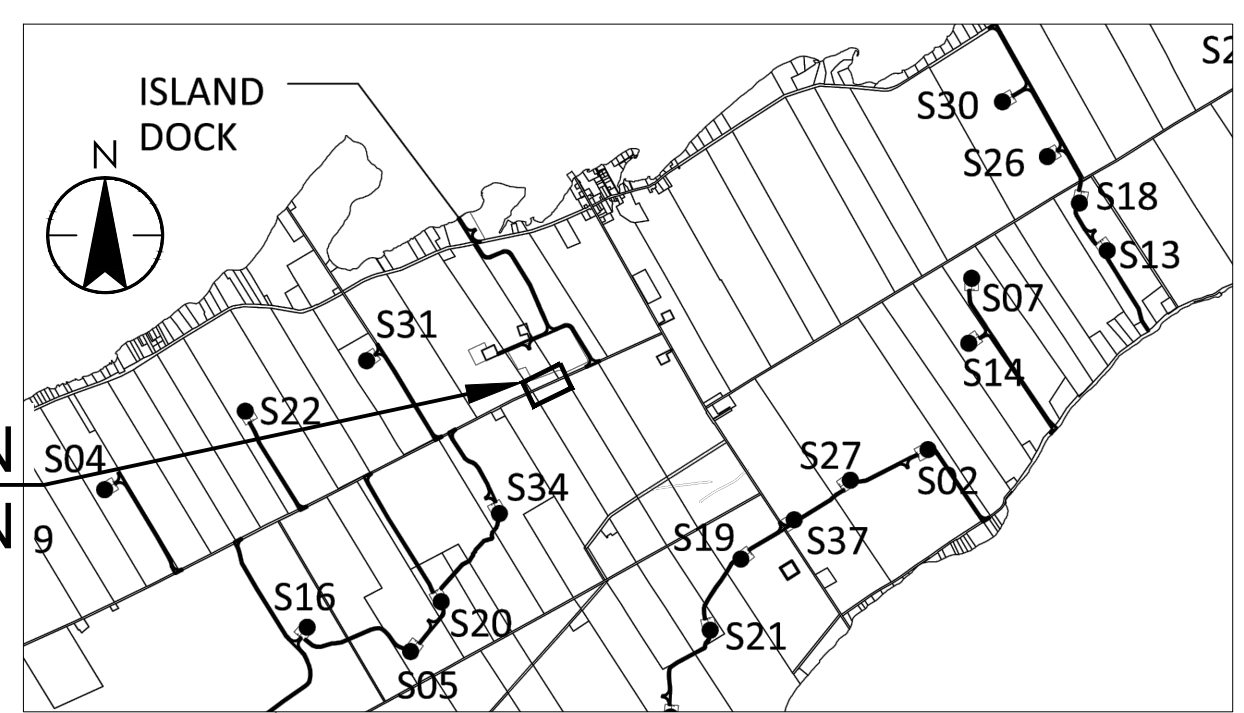 ISLAND
DOCK
N
S30
S26
S18
S13
S07
S14
S31
S22
S04
N
N
9
S34
S27
S02
S19
S37
S16
S20
S21
S05